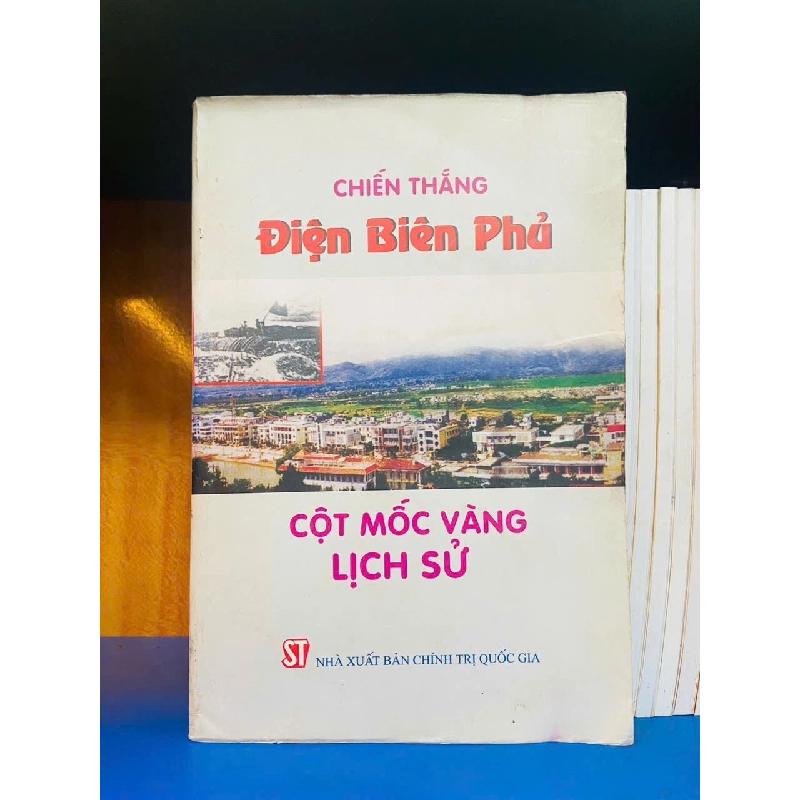 CHIẾN THẮNG
Điện Biên Phủ
CỘT MỐC VÀNG
LỊCH SỬ
ST NHÀ XUẤT BẢN CHÍNH TRỊ QUỐC GIA